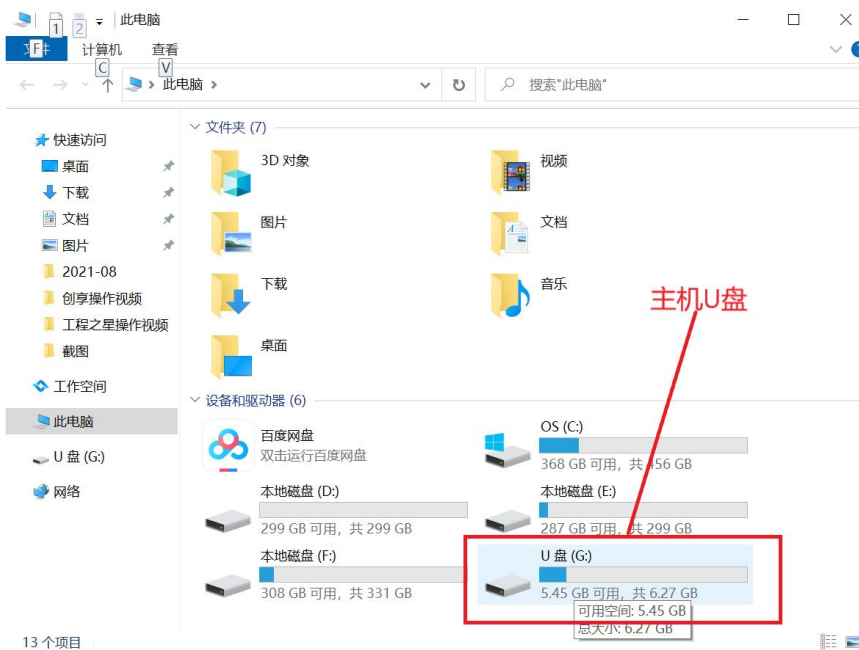 此电脑
1
2
文件
F
计算机
C
查看
V
此电脑
搜索"此电脑"
快速访问
桌面
下载
文档
图片
2021-08
创享操作视频
工程之星操作视频
截图
工作空间
此电脑
U 盘 (G:)
网络
文件夹 (7)
3D 对象
视频
图片
文档
下载
音乐
桌面
主机U盘
设备和驱动器 (6)
百度网盘
双击运行百度网盘
OS (C:)
368 GB 可用，共 456 GB
本地磁盘 (D:)
299 GB 可用，共 299 GB
本地磁盘 (E:)
287 GB 可用，共 299 GB
本地磁盘 (F:)
308 GB 可用，共 331 GB
U 盘 (G:)
5.45 GB 可用，共 6.27 GB
可用空间: 5.45 GB
总大小: 6.27 GB
13 个项目